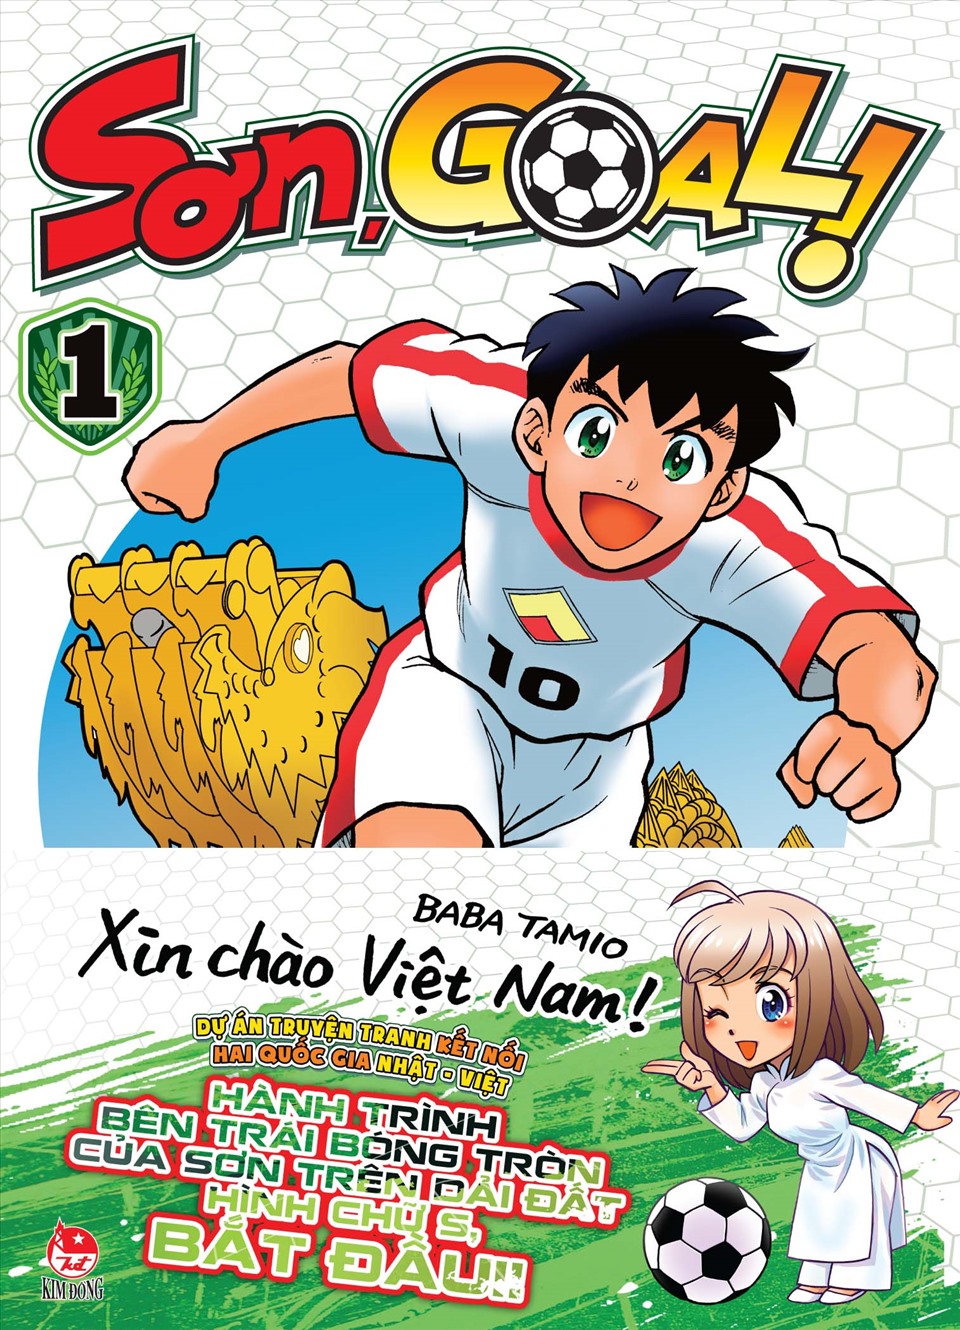 Sơn, GOAL!
1
10
BABA TAMIO
Xin chào Việt Nam!
DỰ ÁN TRUYỆN TRANH KẾT NỐI
HAI QUỐC GIA NHẬT - VIỆT
HÀNH TRÌNH
BÊN TRÁI BÓNG TRÒN
CỦA SƠN TRÊN DẢI ĐẤT
HÌNH CHỮ S,
BẮT ĐẦU!!
KIM ĐỒNG